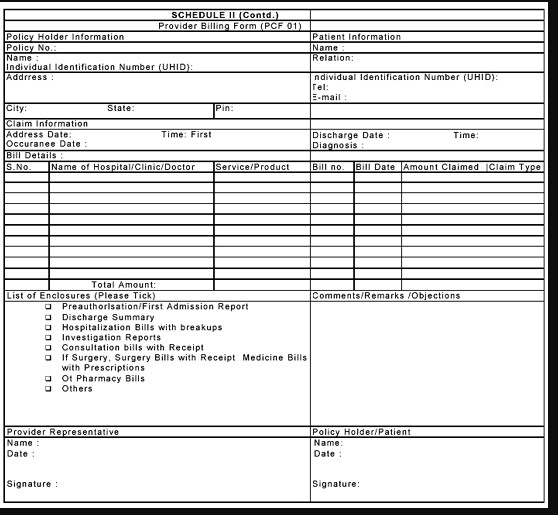 SCHEDULE II (Contd.)
Provider Billing Form (PCF 01)
Policy Holder Information Patient Information
Policy No.: Name :
Name : Relation:
Individual Identification Number (UHID):
Adrress : ndividual Identification Number (UHID):
Tel:
E-mail :
City: State: Pin:
Claim Information
Address Date: Time: First Discharge Date : Time:
Occuranee Date : Diagnosis :
Bill Details :
S.No. Name of Hospital/Clinic/Doctor Service/Product Bill no. Bill Date Amount Claimed Claim Type
Total Amount:
List of Enclosures (Please Tick) Comments/Remarks /Objections
❑ Preauthorlsation/First Admission Report
❑ Discharge Summary
❑ Hospitalization Bills with breakups
❑ Investigation Reports
❑ Consultation bills with Receipt
❑ If Surgery, Surgery Bills with Receipt Medicine Bills
with Prescriptions
❑ Ot Pharmacy Bills
❑ Others
Provider Representative Policy Holder/Patient
Name : Name:
Date : Date :
Signature : Signature: